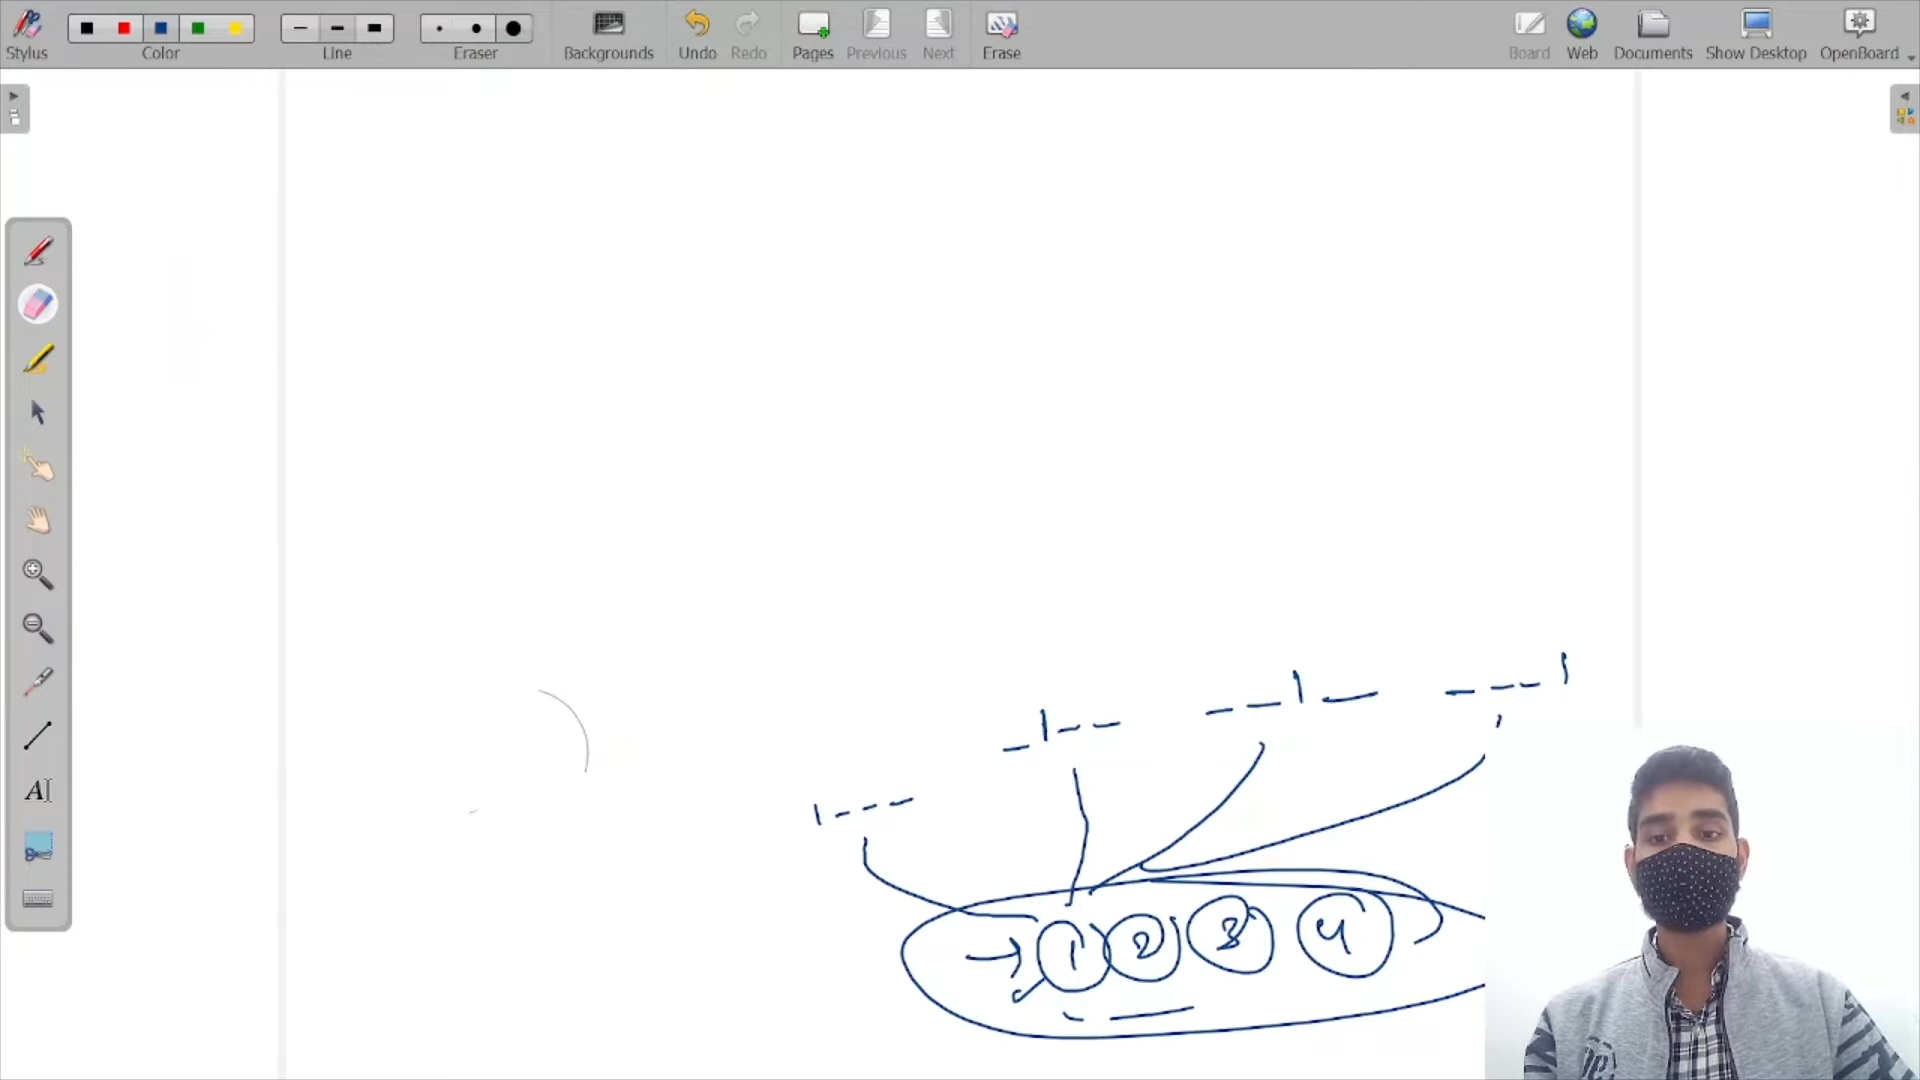 Stylus
Color
Line
Eraser
Backgrounds
Undo
Redo
Pages
Previous
Next
Erase
Board
Web
Documents
Show Desktop
OpenBoard
A
_ 1 _ _
_ _ 1 _
_ _ _ 1
1 _ _ _
→ 1 2 3 4